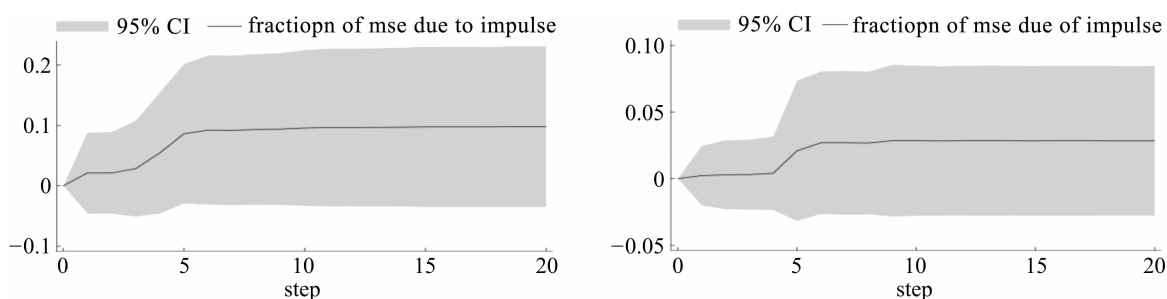 95% CI fractiopn of mse due to impulse
0.2
0.1
0
−0.1
0 5 10 15 20
step
95% CI fractiopn of mse due of impulse
0.10
0.05
0
−0.05
0 5 10 15 20
step